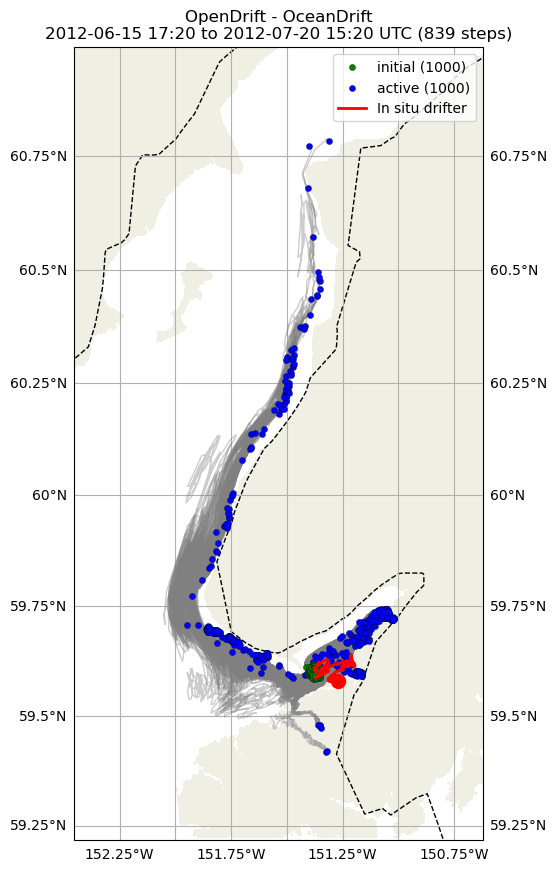 OpenDrift - OceanDrift
2012-06-15 17:20 to 2012-07-20 15:20 UTC (839 steps)
initial (1000)
active (1000)
In situ drifter
60.75°N
60.75°N
60.5°N
60.5°N
60.25°N
60.25°N
60°N
60°N
59.75°N
59.75°N
59.5°N
59.5°N
59.25°N
59.25°N
152.25°W
151.75°W
151.25°W
150.75°W